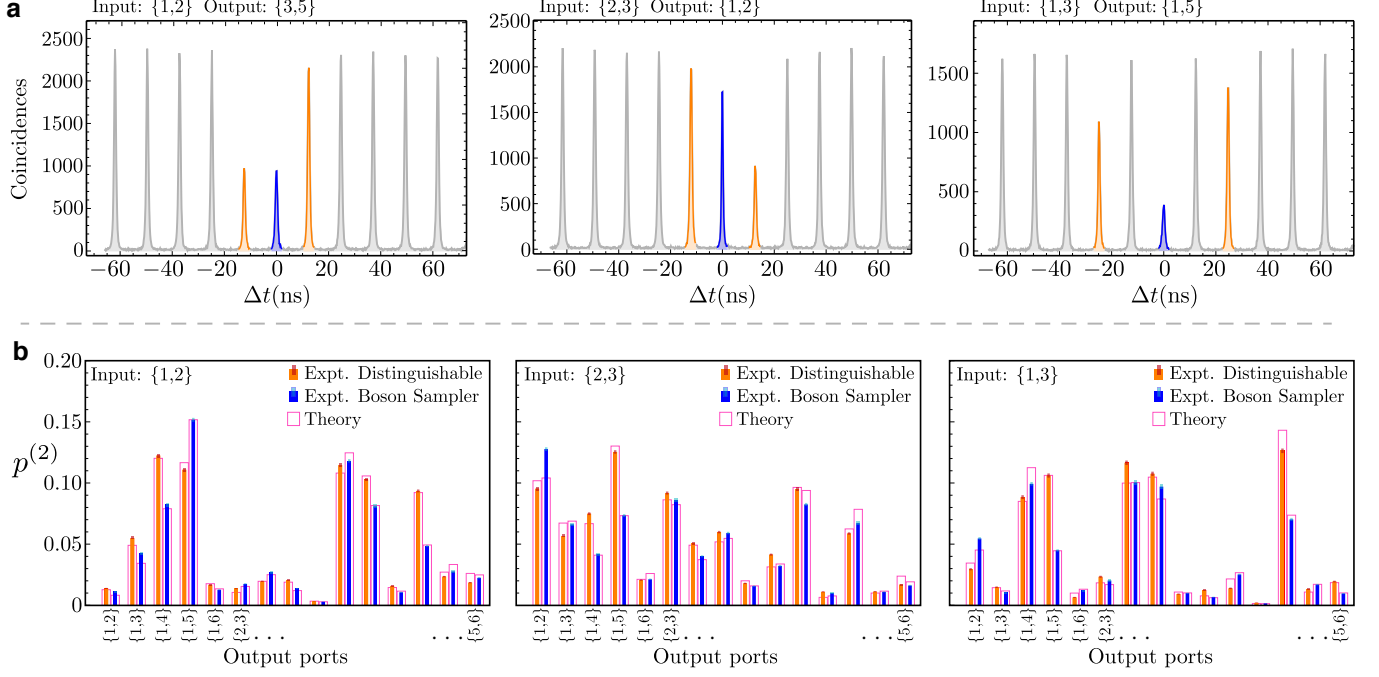 a
Input: {1,2} Output: {3,5}
Input: {2,3} Output: {1,2}
Input: {1,3} Output: {1,5}
Coincidences
2500
2000
1500
1000
500
0
2500
2000
1500
1000
500
0
1500
1000
500
0
−60 −40 −20 0 20 40 60
−60 −40 −20 0 20 40 60
−60 −40 −20 0 20 40 60
Δt(ns)
Δt(ns)
Δt(ns)
b
p(2)
0.20
0.15
0.10
0.05
0
Input: {1,2}
Expt. Distinguishable
Expt. Boson Sampler
Theory
Input: {2,3}
Expt. Distinguishable
Expt. Boson Sampler
Theory
Input: {1,3}
Expt. Distinguishable
Expt. Boson Sampler
Theory
{1,2} {1,3} {1,4} {1,5} {1,6} {2,3} ... ... {5,6}
{1,2} {1,3} {1,4} {1,5} {1,6} {2,3} ... ... {5,6}
{1,2} {1,3} {1,4} {1,5} {1,6} {2,3} ... ... {5,6}
Output ports
Output ports
Output ports